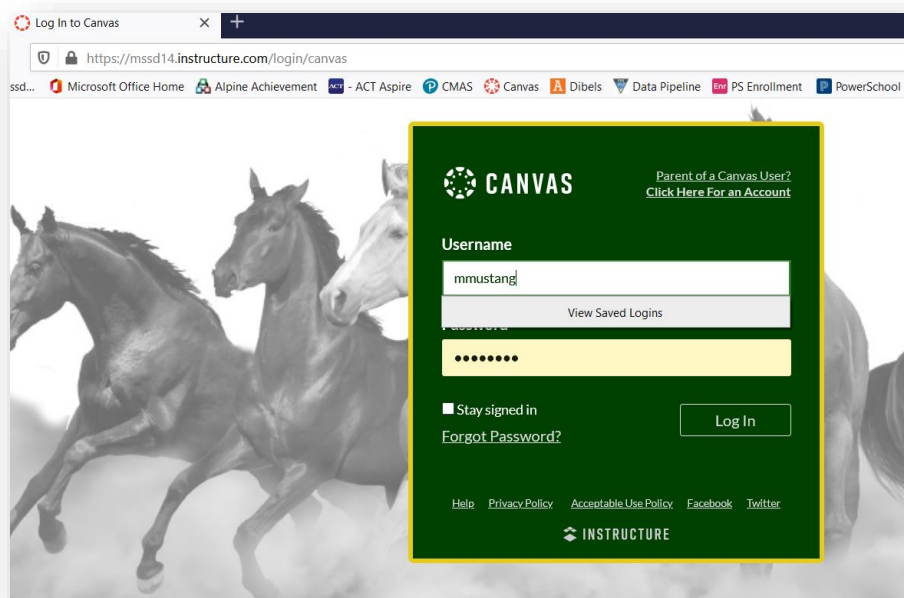 Log In to Canvas
https://mssd14.instructure.com/login/canvas
ssd... Microsoft Office Home Alpine Achievement ACT - ACT Aspire CMAS Canvas Dibels Data Pipeline Enr PS Enrollment PowerSchool
CANVAS
Parent of a Canvas User?
Click Here For an Account
Username
mmustang
View Saved Logins
Password
Stay signed in
Log In
Forgot Password?
Help Privacy Policy Acceptable Use Policy Facebook Twitter
INSTRUCTURE